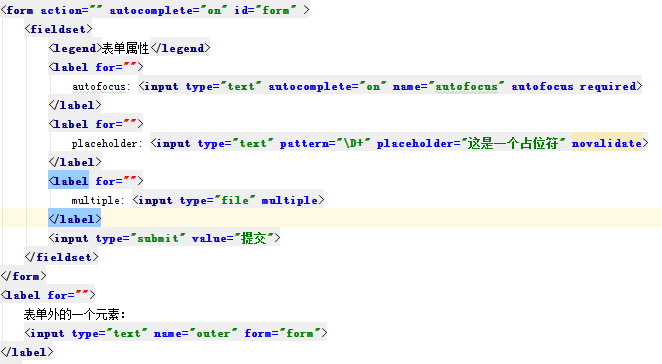 <form action="" autocomplete="on" id="form" >
<fieldset>
<legend>表单属性</legend>
<label for="">
autofocus: <input type="text" autocomplete="on" name="autofocus" autofocus required>
</label>
<label for="">
placeholder: <input type="text" pattern="\D+" placeholder="这是一个占位符" novalidate>
</label>
<label for="">
multiple: <input type="file" multiple>
</label>
<input type="submit" value="提交">
</fieldset>
</form>
<label for="">
表单外的一个元素:
<input type="text" name="outer" form="form">
</label>